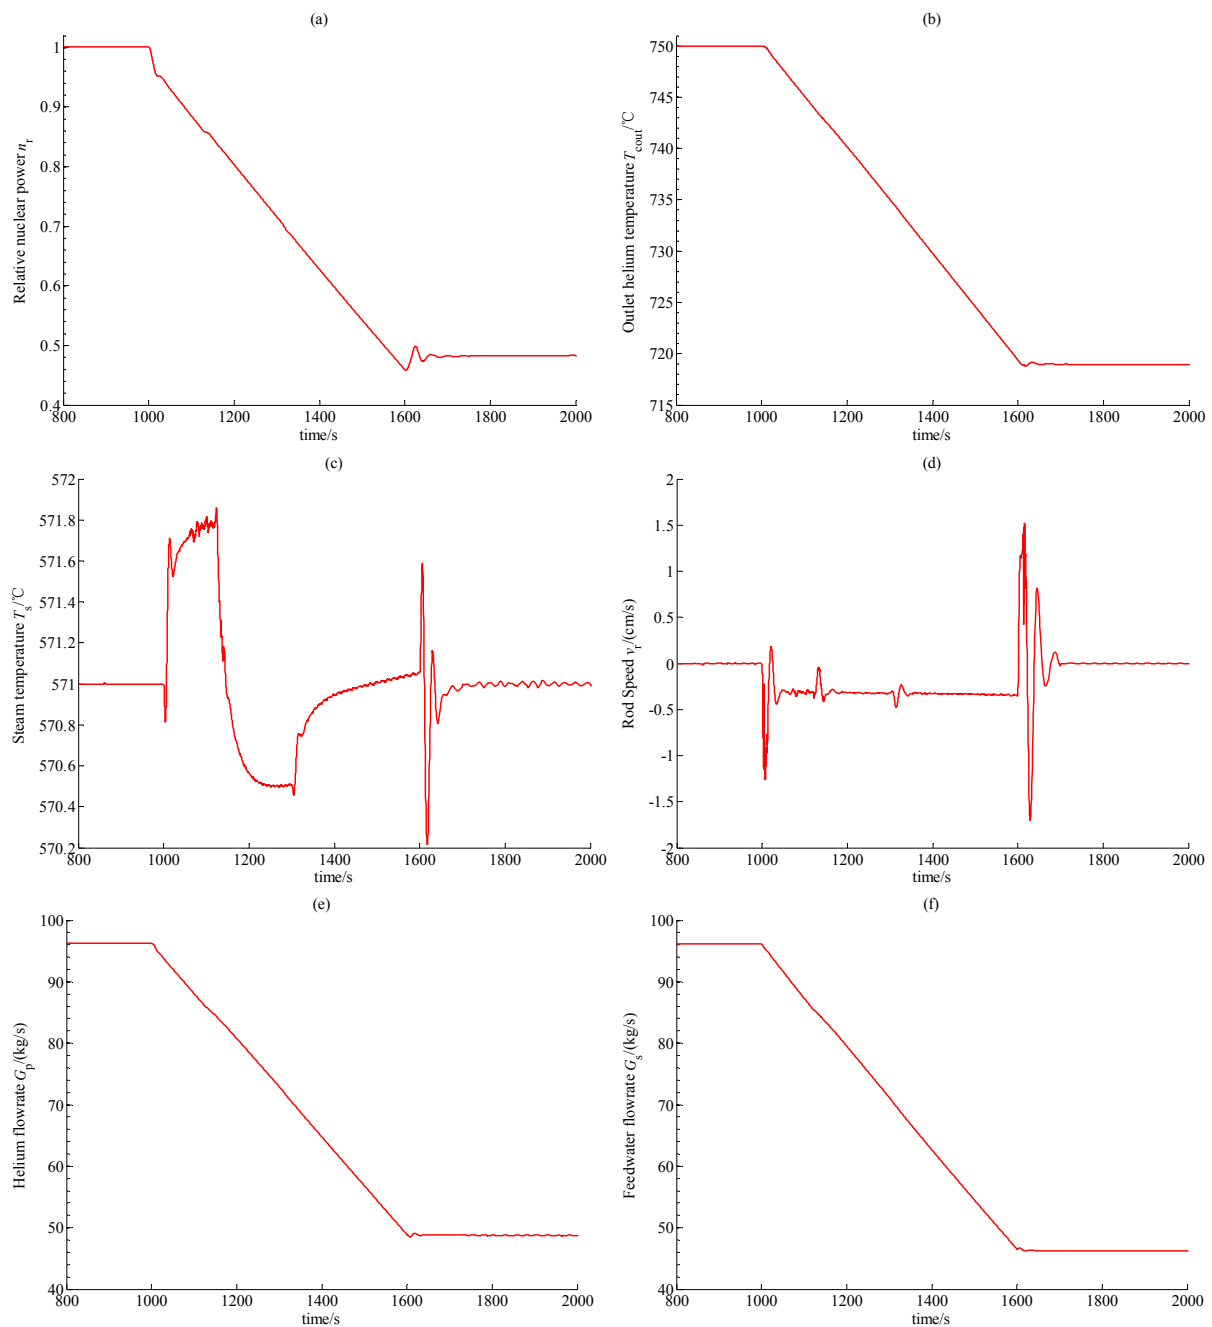 (a)
1
0.9
0.8
0.7
0.6
0.5
0.4
800 1000 1200 1400 1600 1800 2000
time/s
Relative nuclear power nr
(b)
750
745
740
735
730
725
720
715
800 1000 1200 1400 1600 1800 2000
time/s
Outlet helium temperature Tcout/℃
(c)
572
571.8
571.6
571.4
571.2
571
570.8
570.6
570.4
570.2
800 1000 1200 1400 1600 1800 2000
time/s
Steam temperature Ts/℃
(d)
2
1.5
1
0.5
0
-0.5
-1
-1.5
-2
800 1000 1200 1400 1600 1800 2000
time/s
Rod Speed vr/(cm/s)
(e)
100
90
80
70
60
50
40
800 1000 1200 1400 1600 1800 2000
time/s
Helium flowrate Gp/(kg/s)
(f)
100
90
80
70
60
50
40
800 1000 1200 1400 1600 1800 2000
time/s
Feedwater flowrate Gs/(kg/s)